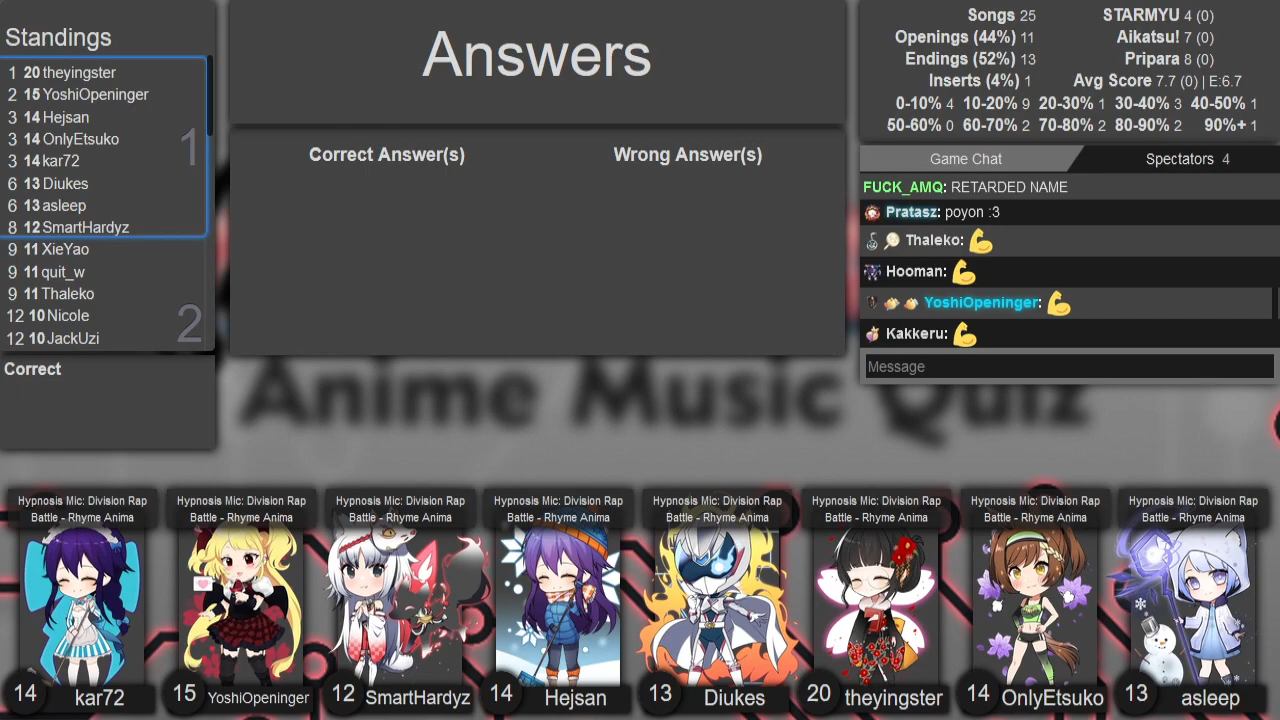 Standings
1 20 theyingster
2 15 YoshiOpeninger
3 14 Hejsan
3 14 OnlyEtsuko
3 14 kar72
6 13 Diukes
6 13 asleep
8 12 SmartHardyz
1
9 11 XieYao
9 11 quit_w
9 11 Thaleko
12 10 Nicole
12 10 JackUzi
2
Correct
Answers
Correct Answer(s) Wrong Answer(s)
Songs 25 STARMYU 4 (0)
Openings (44%) 11 Aikatsu! 7 (0)
Endings (52%) 13 Pripara 8 (0)
Inserts (4%) 1 Avg Score 7.7 (0) | E:6.7
0-10% 4 10-20% 9 20-30% 1 30-40% 3 40-50% 1
50-60% 0 60-70% 2 70-80% 2 80-90% 2 90%+ 1
Game Chat Spectators 4
FUCK_AMQ: RETARDED NAME
Pratasz: poyon :3
Thaleko: 💪
Hooman: 💪
YoshiOpeninger: 💪
Kakkeru: 💪
Message
Anime Music Quiz
Hypnosis Mic: Division Rap
Battle - Rhyme Anima
14 kar72
Hypnosis Mic: Division Rap
Battle - Rhyme Anima
15 YoshiOpeninger
Hypnosis Mic: Division Rap
Battle - Rhyme Anima
12 SmartHardyz
Hypnosis Mic: Division Rap
Battle - Rhyme Anima
14 Hejsan
Hypnosis Mic: Division Rap
Battle - Rhyme Anima
13 Diukes
Hypnosis Mic: Division Rap
Battle - Rhyme Anima
20 theyingster
Hypnosis Mic: Division Rap
Battle - Rhyme Anima
14 OnlyEtsuko
Hypnosis Mic: Division Rap
Battle - Rhyme Anima
13 asleep